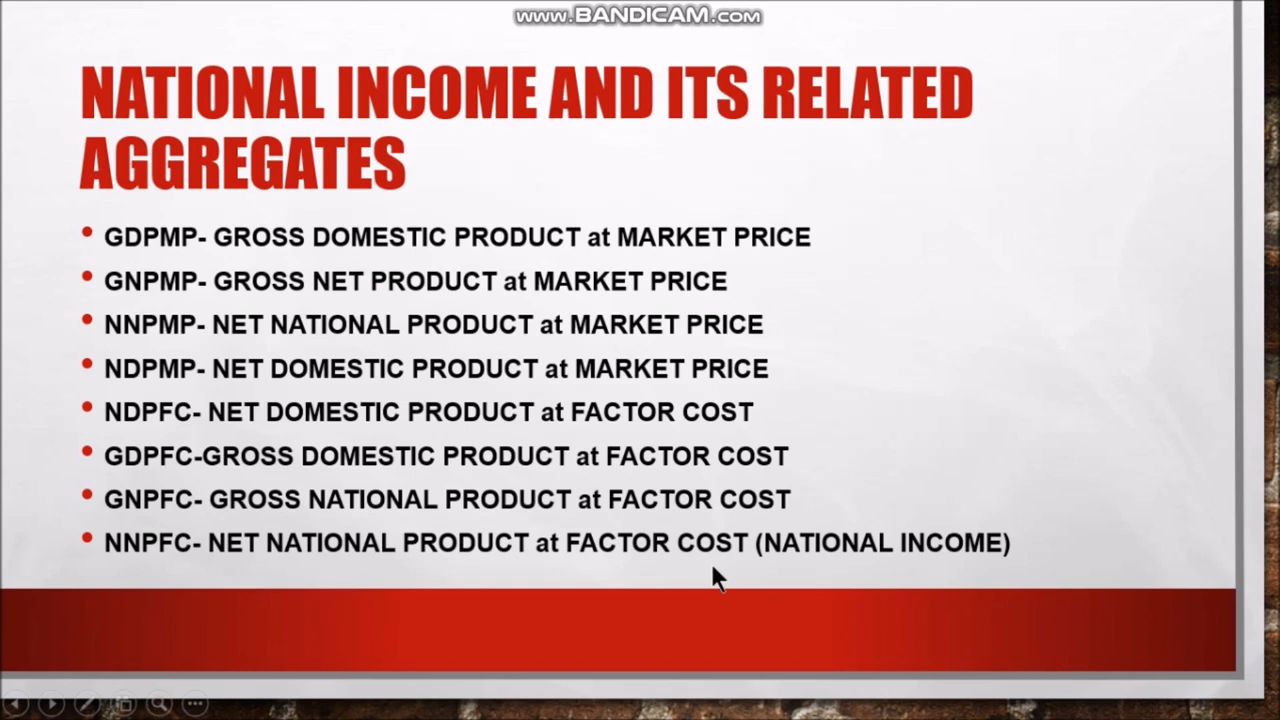 www.BANDICAM.com
NATIONAL INCOME AND ITS RELATED
AGGREGATES
• GDPMP- GROSS DOMESTIC PRODUCT at MARKET PRICE
• GNPMP- GROSS NET PRODUCT at MARKET PRICE
• NNPMP- NET NATIONAL PRODUCT at MARKET PRICE
• NDPMP- NET DOMESTIC PRODUCT at MARKET PRICE
• NDPFC- NET DOMESTIC PRODUCT at FACTOR COST
• GDPFC-GROSS DOMESTIC PRODUCT at FACTOR COST
• GNPFC- GROSS NATIONAL PRODUCT at FACTOR COST
• NNPFC- NET NATIONAL PRODUCT at FACTOR COST (NATIONAL INCOME)